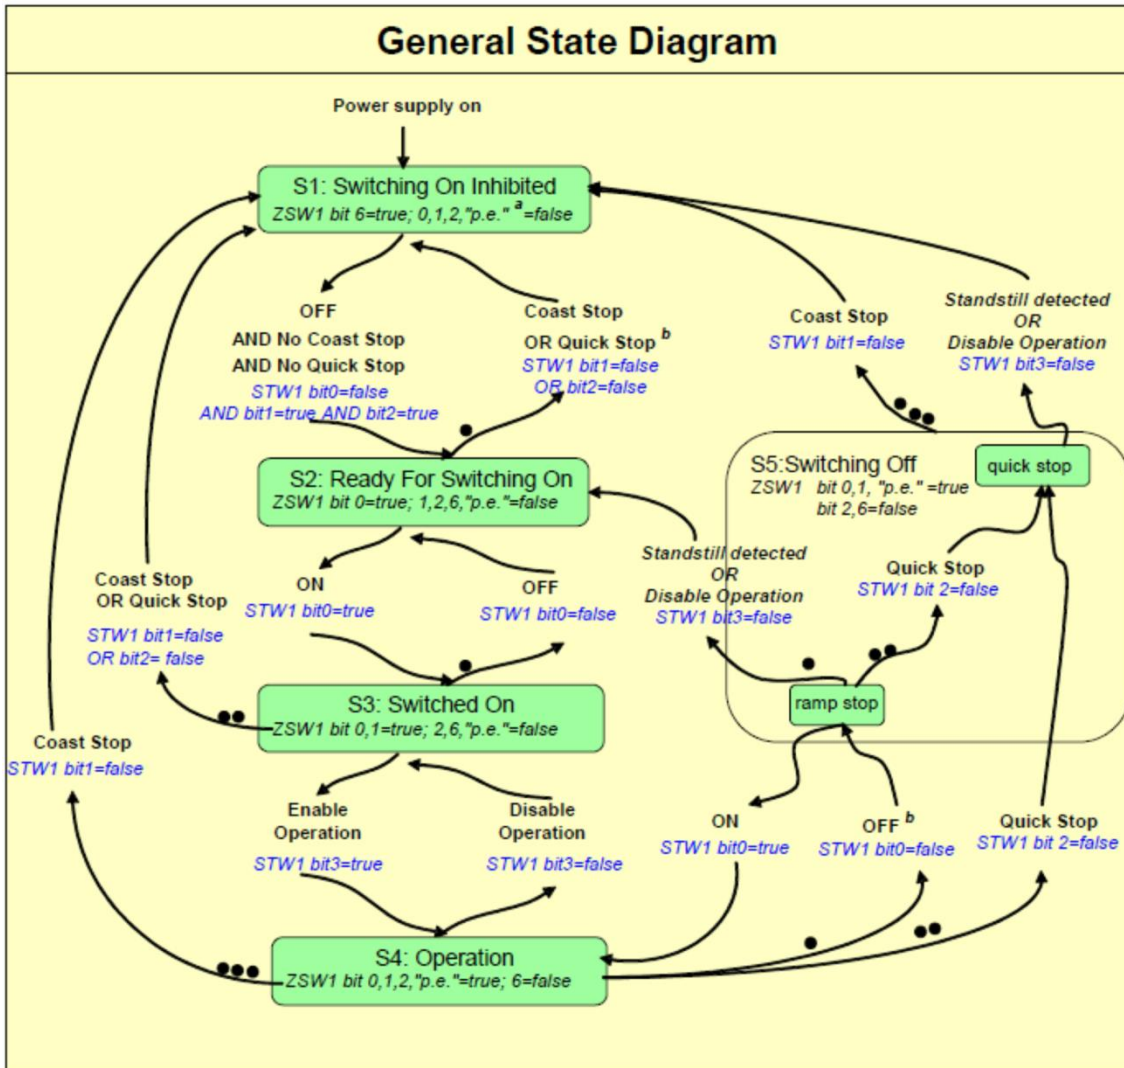 General State Diagram
Power supply on
S1: Switching On Inhibited
ZSW1 bit 6=true; 0,1,2,"p.e." a =false
OFF
AND No Coast Stop
AND No Quick Stop
STW1 bit0=false
AND bit1=true AND bit2=true
Coast Stop
OR Quick Stop b
STW1 bit1=false
OR bit2=false
Coast Stop
STW1 bit1=false
Standstill detected
OR
Disable Operation
STW1 bit3=false
S2: Ready For Switching On
ZSW1 bit 0=true; 1,2,6,"p.e."=false
S5:Switching Off
ZSW1 bit 0,1, "p.e." =true
bit 2,6=false
quick stop
ON
STW1 bit0=true
OFF
STW1 bit0=false
Standstill detected
OR
Disable Operation
STW1 bit3=false
Quick Stop
STW1 bit 2=false
Coast Stop
OR Quick Stop
STW1 bit1=false
OR bit2= false
S3: Switched On
ZSW1 bit 0,1=true; 2,6,"p.e."=false
ramp stop
Coast Stop
STW1 bit1=false
Enable
Operation
STW1 bit3=true
Disable
Operation
STW1 bit3=false
ON
STW1 bit0=true
OFF b
STW1 bit0=false
Quick Stop
STW1 bit 2=false
S4: Operation
ZSW1 bit 0,1,2,"p.e."=true; 6=false